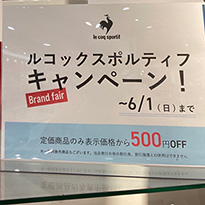 le coq sportif
ルコックスポルティフ
キャンペーン！
Brand fair
~6/1（日）まで
定価商品のみ表示価格から500円OFF